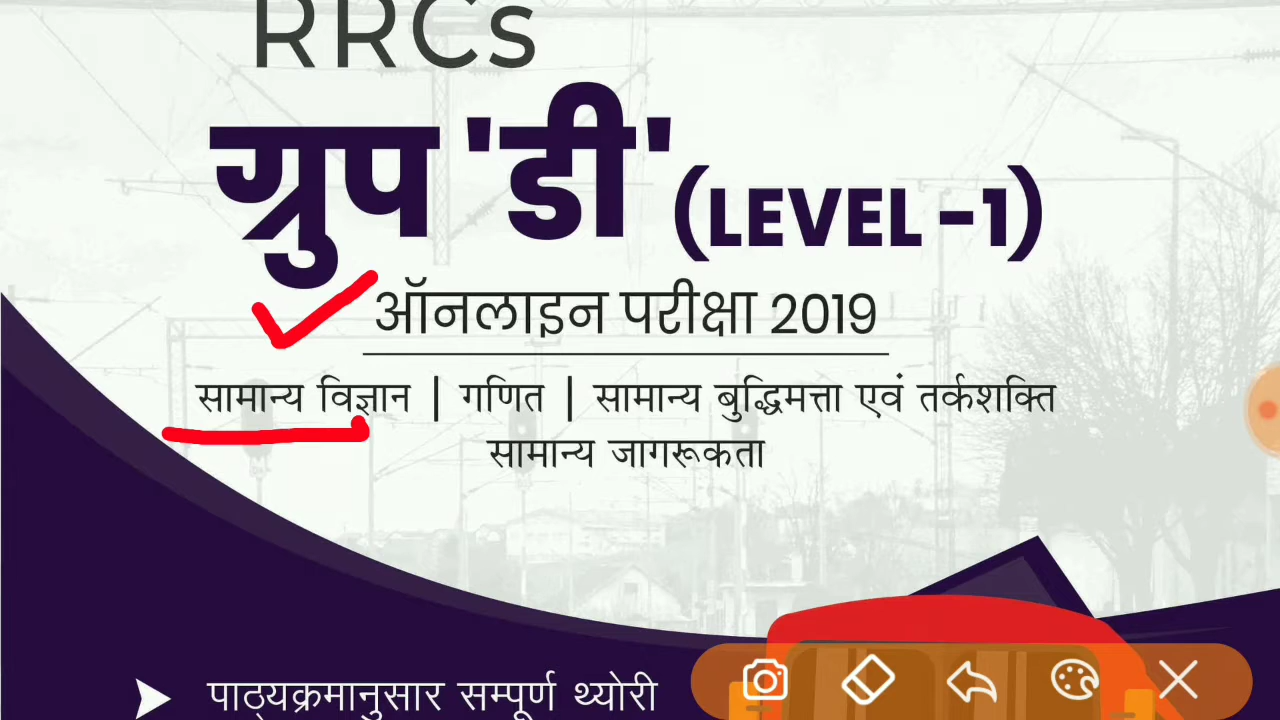 RRCs
ग्रुप 'डी' (LEVEL -1)
ऑनलाइन परीक्षा 2019
सामान्य विज्ञान | गणित | सामान्य बुद्धिमत्ता एवं तर्कशक्ति
सामान्य जागरूकता
पाठ्यक्रमानुसार सम्पूर्ण थ्योरी